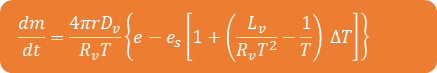 dm/dt = 4πrD_v/R_vT {e − e_s [1 + (L_v/R_vT² − 1/T) ΔT]}